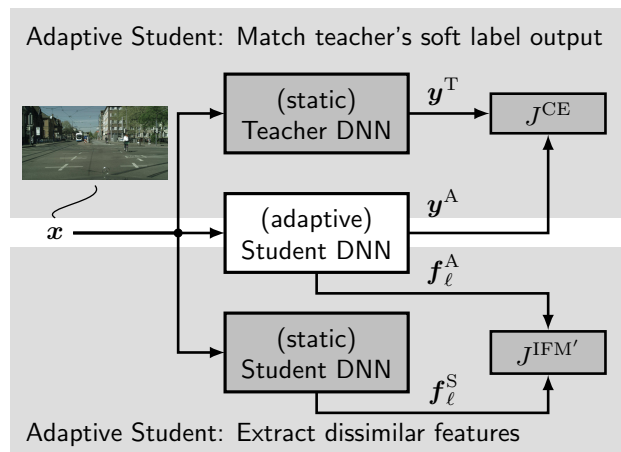 Adaptive Student: Match teacher's soft label output
(static)
Teacher DNN
y^T
J^CE
(adaptive)
Student DNN
y^A
x
f_ℓ^A
(static)
Student DNN
J^IFM′
f_ℓ^S
Adaptive Student: Extract dissimilar features